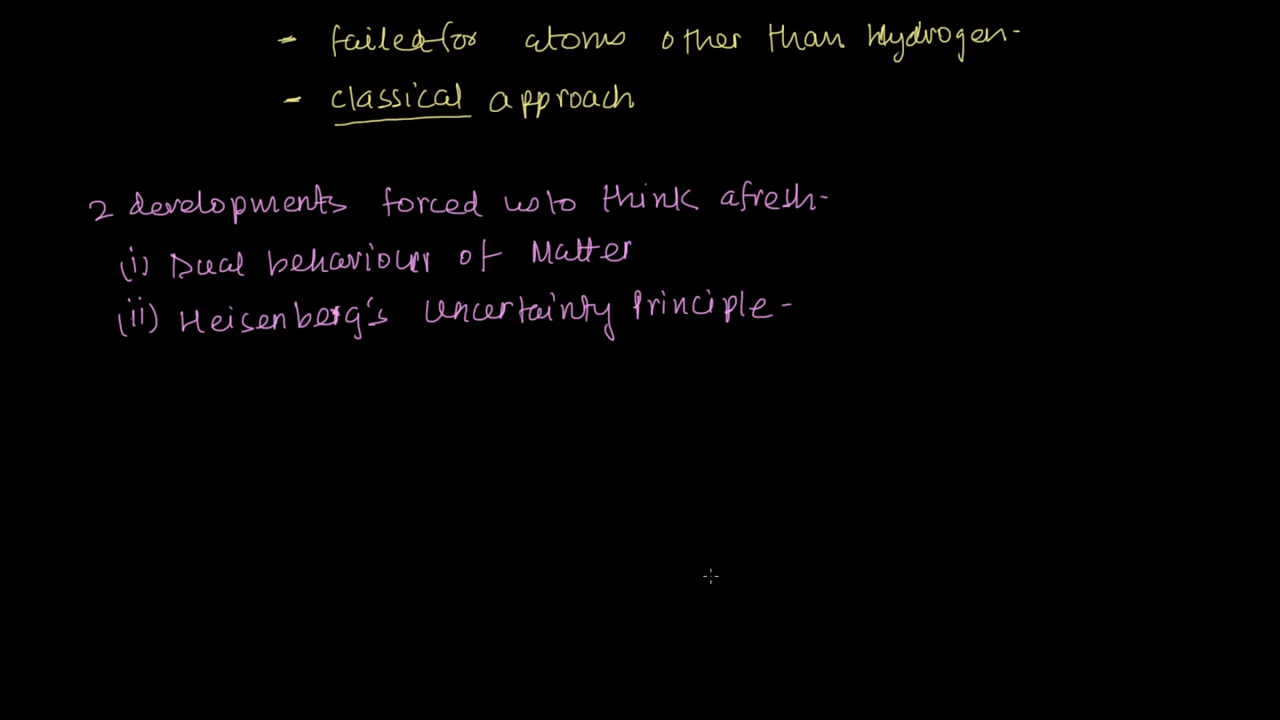 - failed for atoms other than Hydrogen-
- classical approach
2 developments forced us to think afresh-
(i) Dual behaviour of Matter
(ii) Heisenberg's Uncertainty Principle-